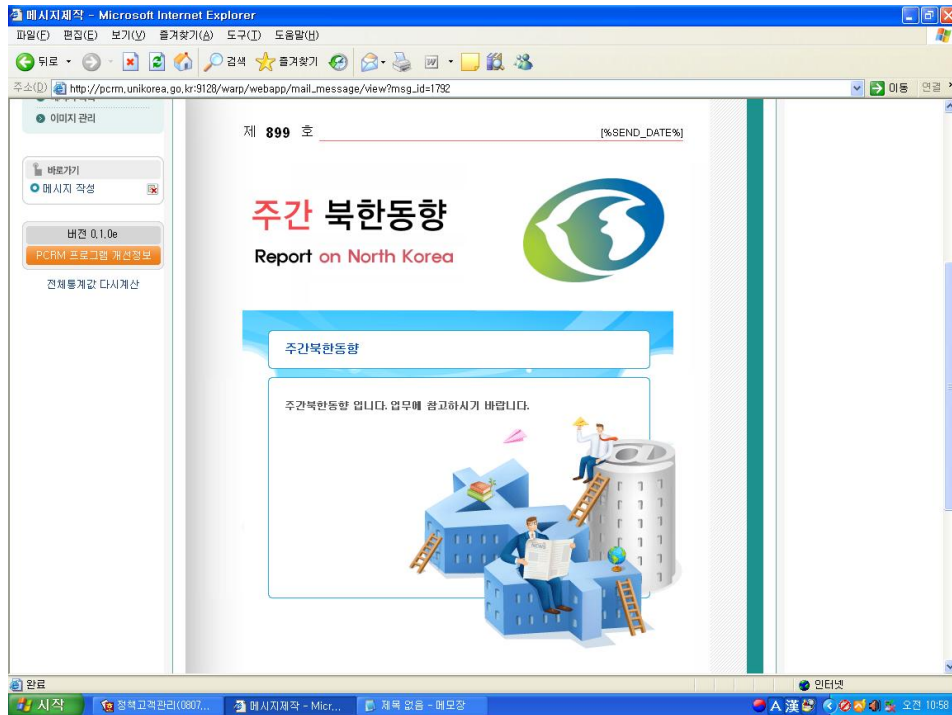 메시지제작 - Microsoft Internet Explorer
파일(F) 편집(E) 보기(V) 즐겨찾기(A) 도구(T) 도움말(H)
뒤로 검색 즐겨찾기
주소(D) http://pcrm.unikorea.go.kr:9128/warp/webapp/mail_message/view?msg_id=1792 이동 연결
이미지 관리
제 899 호 [%SEND_DATE%]
바로가기
메시지 작성
버전 0.1.0e
PCRM 프로그램 개선정보
전체통계값 다시계산
주간 북한동향
Report on North Korea
주간북한동향
주간북한동향 입니다. 업무에 참고하시기 바랍니다.
@
NEWS
완료 인터넷
시작 정책고객관리(0807... 메시지제작 - Micr... 제목 없음 - 메모장 A 漢 오전 10:58